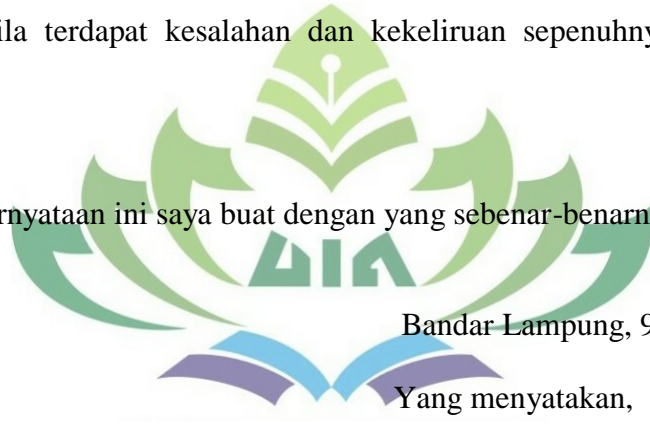 ila terdapat kesalahan dan kekeliruan sepenuhny
rnyataan ini saya buat dengan yang sebenar-benarn
UIN
Bandar Lampung, 9
Yang menyatakan,